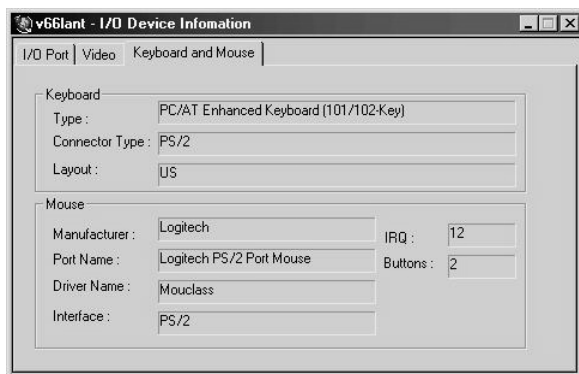 v66lant - I/O Device Infomation
I/O Port Video Keyboard and Mouse
Keyboard
Type : PC/AT Enhanced Keyboard (101/102-Key)
Connector Type : PS/2
Layout : US
Mouse
Manufacturer : Logitech IRQ : 12
Port Name : Logitech PS/2 Port Mouse Buttons : 2
Driver Name : Mouclass
Interface : PS/2